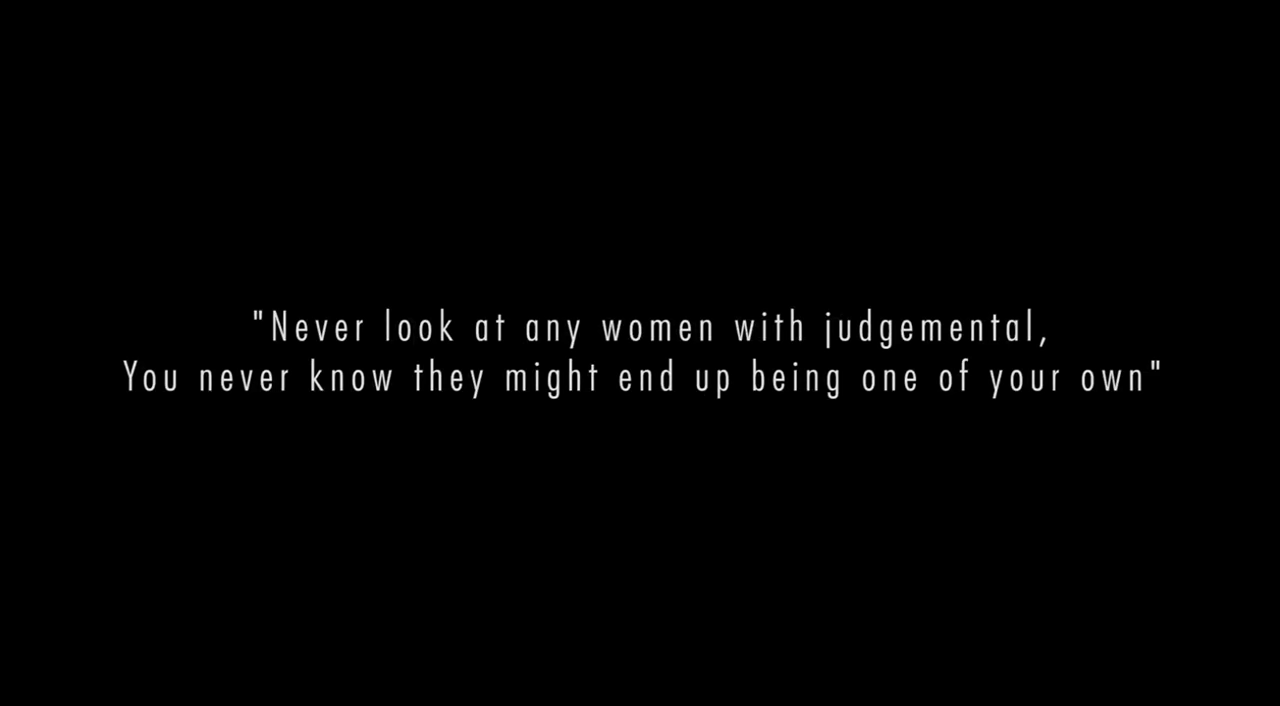 "Never look at any women with judgemental,
You never know they might end up being one of your own"